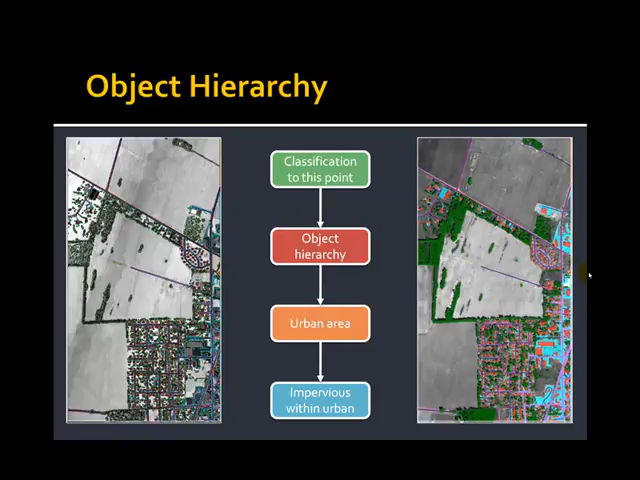 Object Hierarchy
Classification
to this point
Object
hierarchy
Urban area
Impervious
within urban